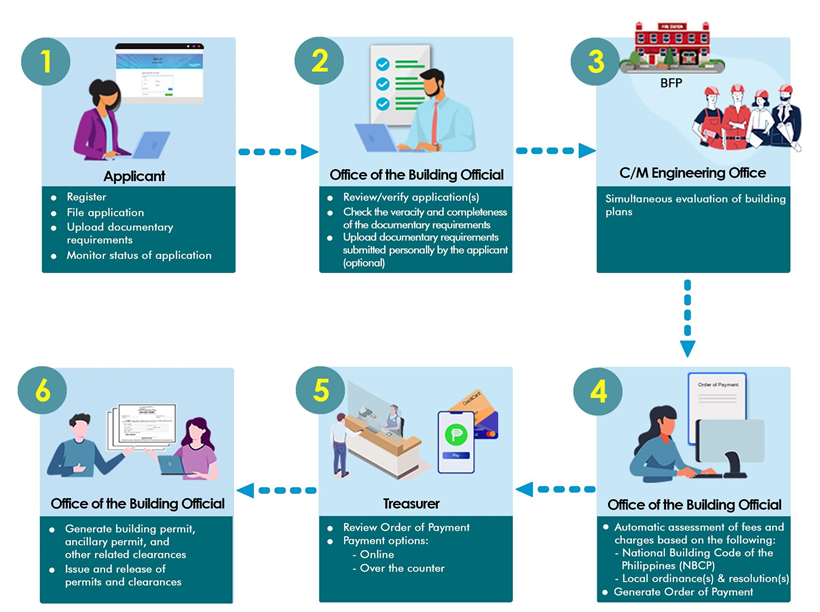 1
Applicant
● Register
● File application
● Upload documentary
requirements
● Monitor status of application
2
Office of the Building Official
● Review/verify application(s)
● Check the veracity and completeness
of the documentary requirements
● Upload documentary requirements
submitted personally by the applicant
(optional)
3
FIRE STATION
BFP
C/M Engineering Office
Simultaneous evaluation of building
plans
4
Order of Payment
Office of the Building Official
● Automatic assessment of fees and
charges based on the following:
- National Building Code of the
Philippines (NBCP)
- Local ordinance(s) & resolution(s)
● Generate Order of Payment
5
CreditCard
P
Pay
Treasurer
● Review Order of Payment
● Payment options:
- Online
- Over the counter
6
Office of the Building Official
● Generate building permit,
ancillary permit, and
other related clearances
● Issue and release of
permits and clearances